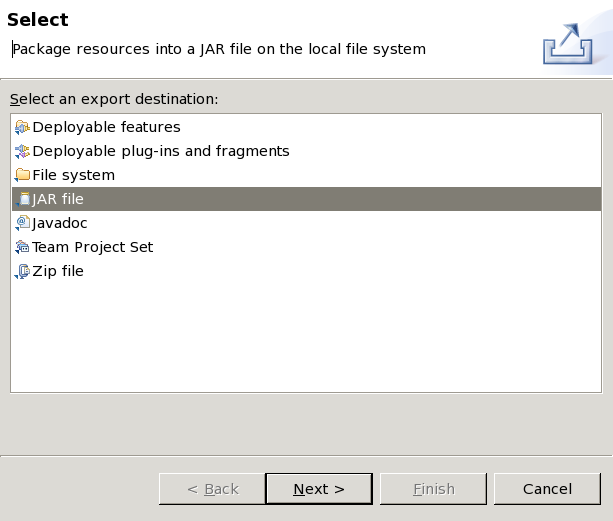 Select
Package resources into a JAR file on the local file system
Select an export destination:
Deployable features
Deployable plug-ins and fragments
File system
JAR file
Javadoc
Team Project Set
Zip file
< Back
Next >
Finish
Cancel